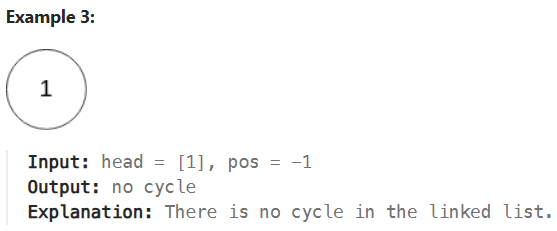 Example 3:
1
Input: head = [1], pos = -1
Output: no cycle
Explanation: There is no cycle in the linked list.